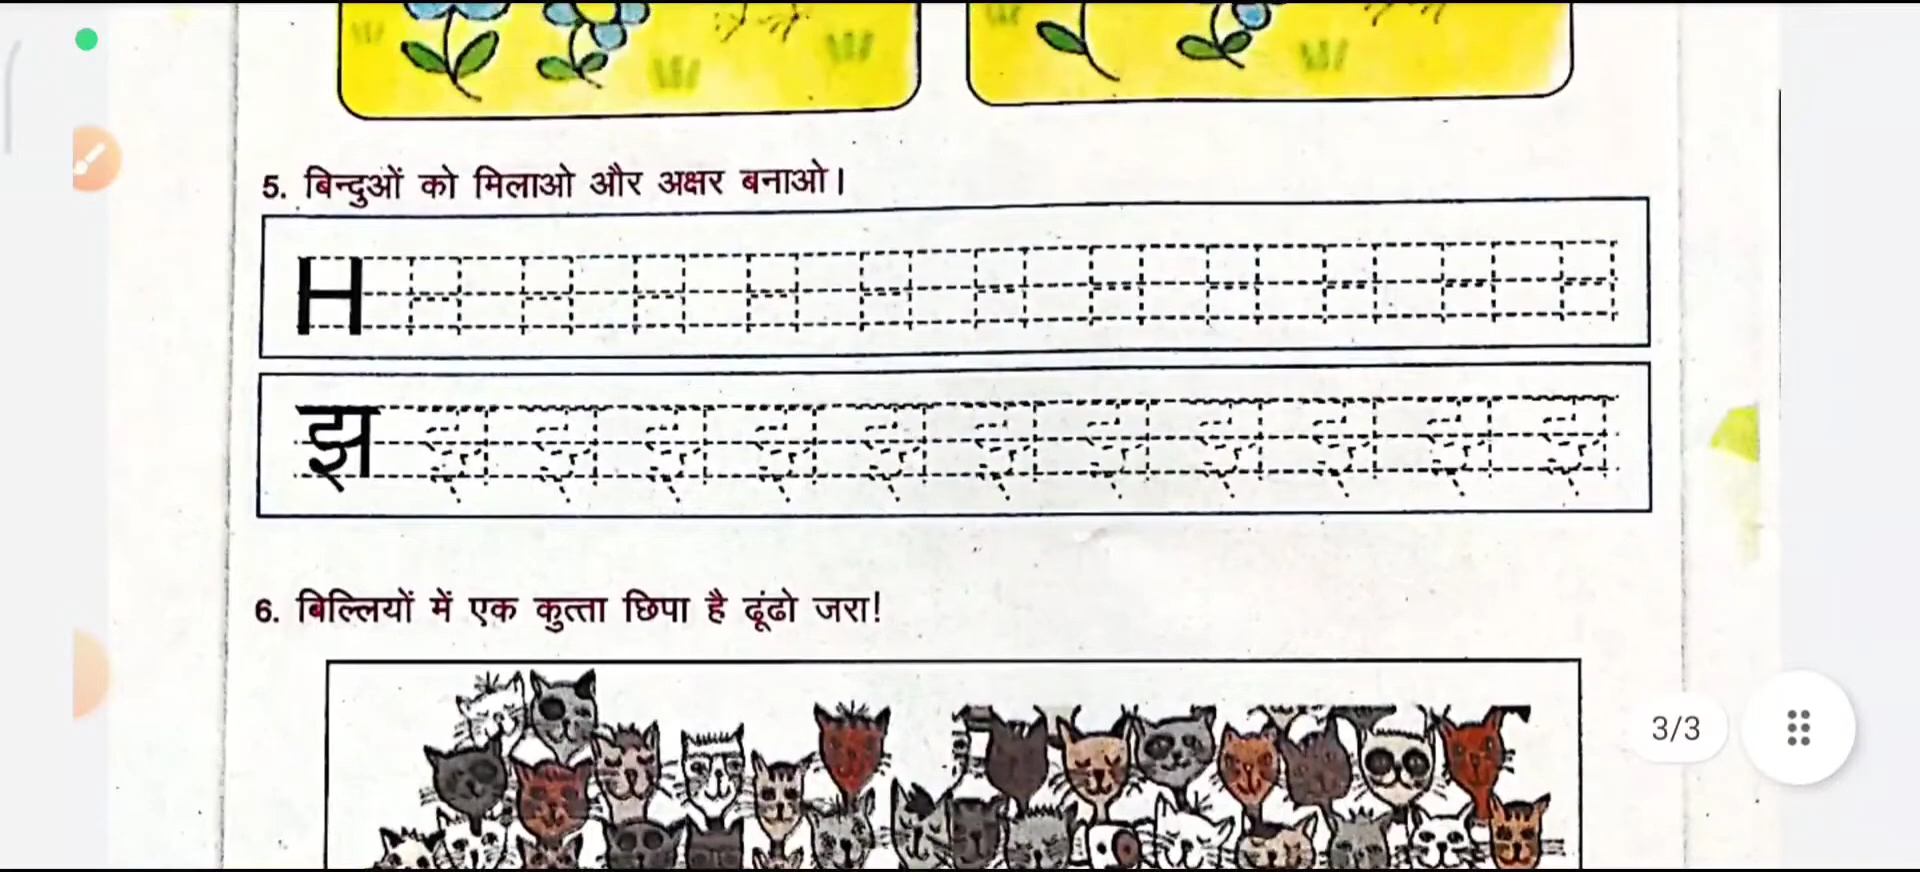 5. बिन्दुओं को मिलाओ और अक्षर बनाओ।
H
झ
6. बिल्लियों में एक कुत्ता छिपा है ढूंढो जरा!
3/3